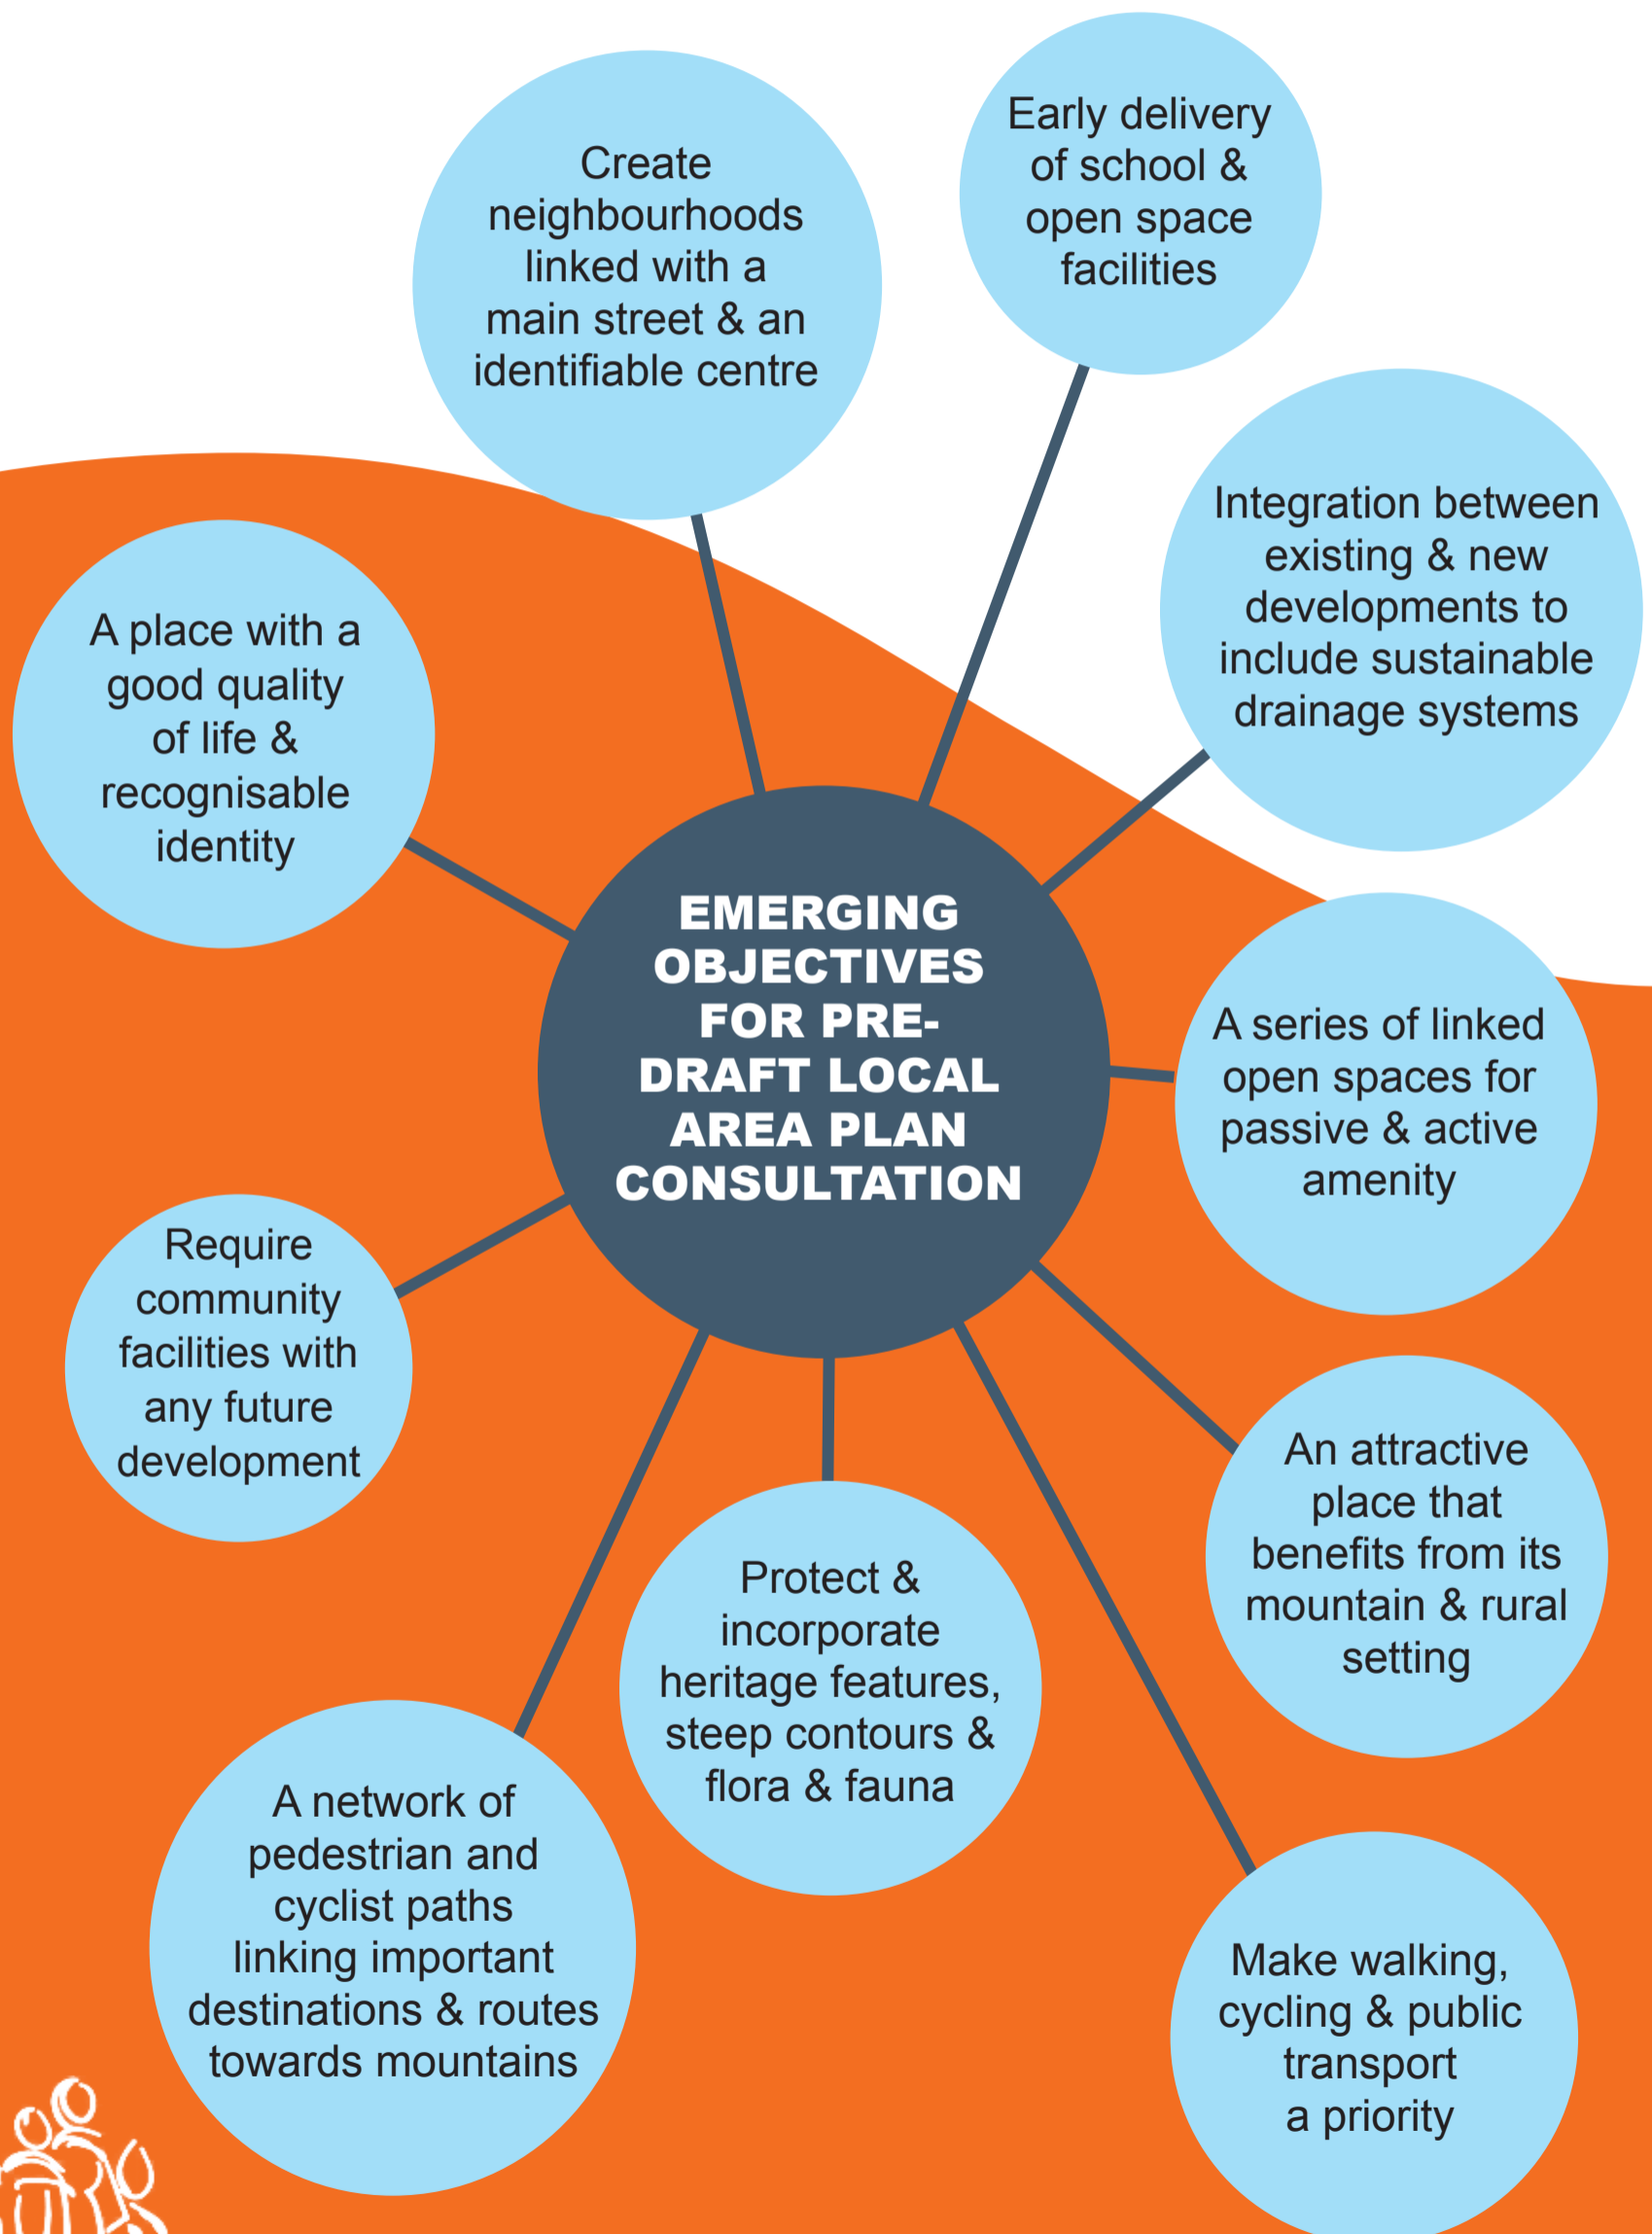 Create
neighbourhoods
linked with a
main street & an
identifiable centre
Early delivery
of school &
open space
facilities
Integration between
existing & new
developments to
include sustainable
drainage systems
A place with a
good quality
of life &
recognisable
identity
EMERGING
OBJECTIVES
FOR PRE-
DRAFT LOCAL
AREA PLAN
CONSULTATION
A series of linked
open spaces for
passive & active
amenity
Require
community
facilities with
any future
development
An attractive
place that
benefits from its
mountain & rural
setting
Protect &
incorporate
heritage features,
steep contours &
flora & fauna
A network of
pedestrian and
cyclist paths
linking important
destinations & routes
towards mountains
Make walking,
cycling & public
transport
a priority